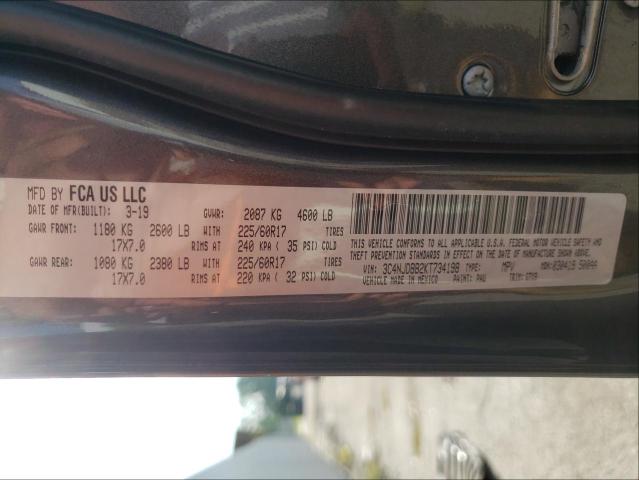 MFD BY FCA US LLC
DATE OF MFR(BUILT): 3-19 GVWR: 2087 KG 4600 LB
GAWR FRONT: 1180 KG 2600 LB WITH 225/60R17 TIRES
17X7.0 RIMS AT 240 KPA ( 35 PSI) COLD
GAWR REAR: 1080 KG 2380 LB WITH 225/60R17 TIRES
17X7.0 RIMS AT 220 KPA ( 32 PSI) COLD
THIS VEHICLE CONFORMS TO ALL APPLICABLE U.S.A. FEDERAL MOTOR VEHICLE SAFETY AND
THEFT PREVENTION STANDARDS IN EFFECT ON THE DATE OF MANUFACTURE SHOWN ABOVE.
VIN: 3C4NJDBB2KT734198 TYPE: MPV MDH: 030419 500AA
VEHICLE MADE IN MEXICO PAINT: PAU TRIM: